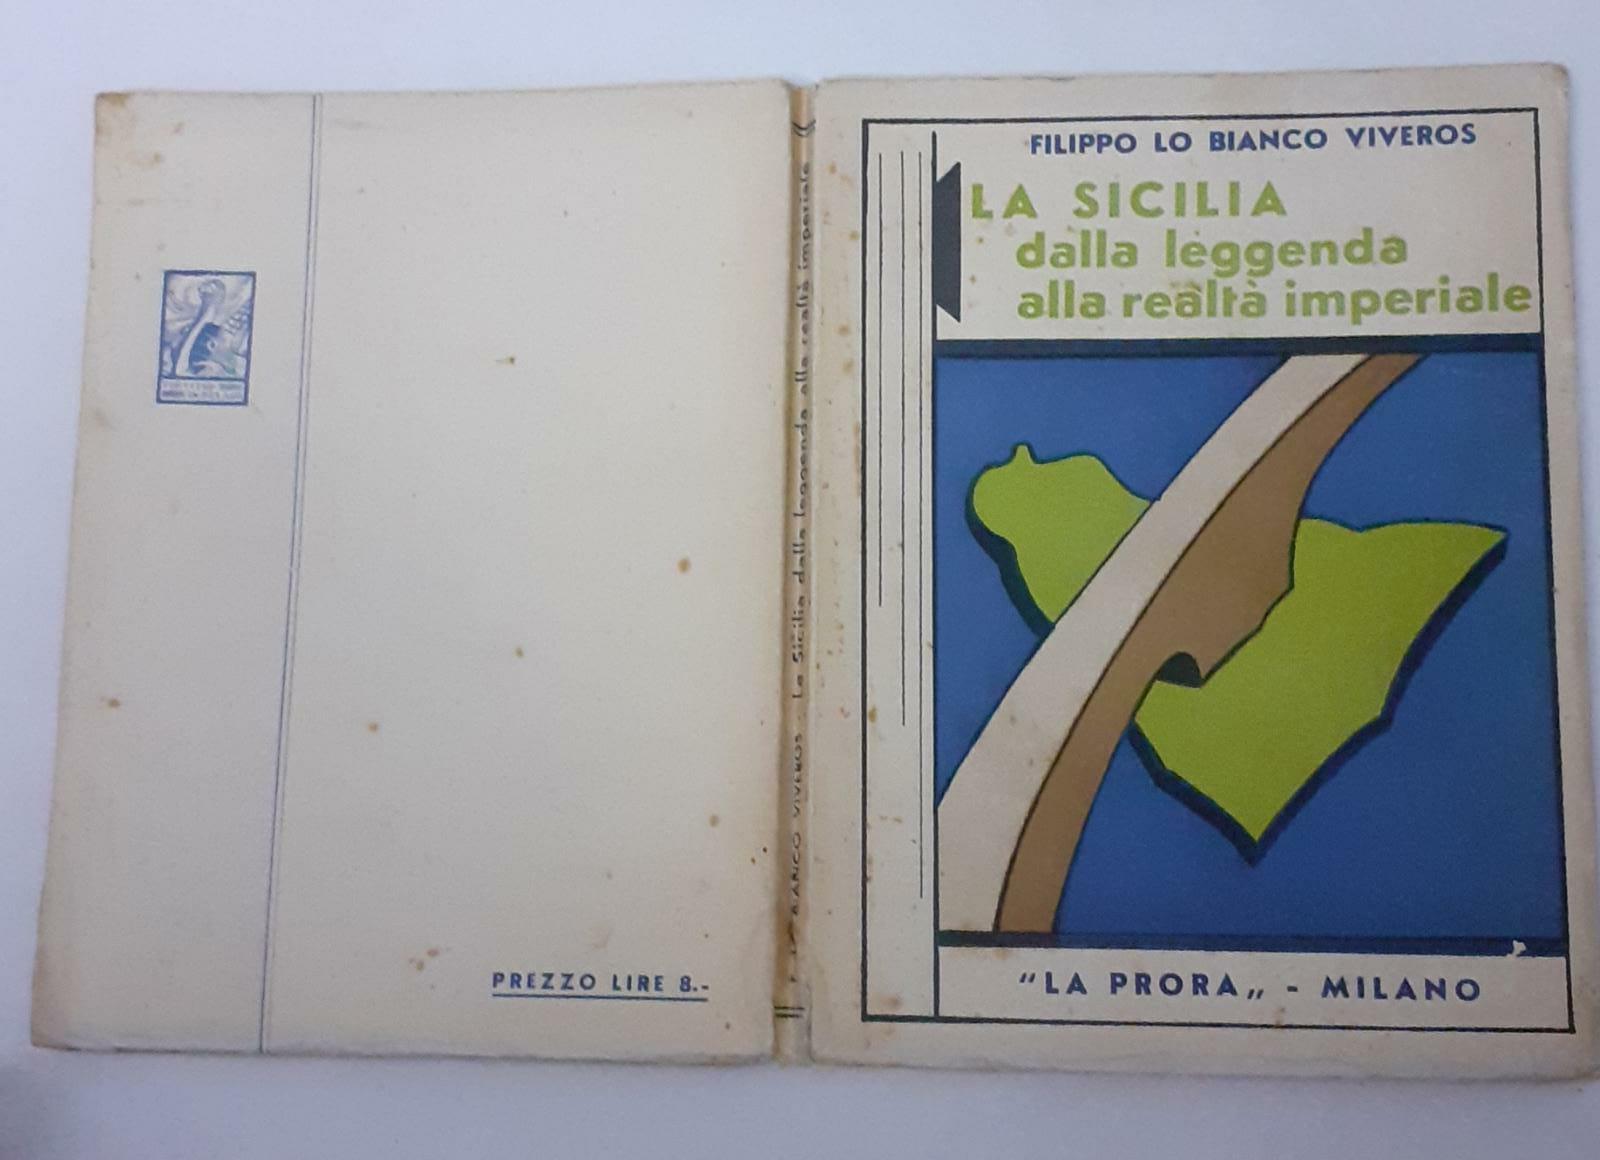 FILIPPO LO BIANCO VIVEROS
LA SICILIA
dalla leggenda
alla realtà imperiale
"LA PRORA„ - MILANO
LO BIANCO VIVEROS - La Sicilia dalla leggenda alla realtà imperiale
PREZZO LIRE 8.-